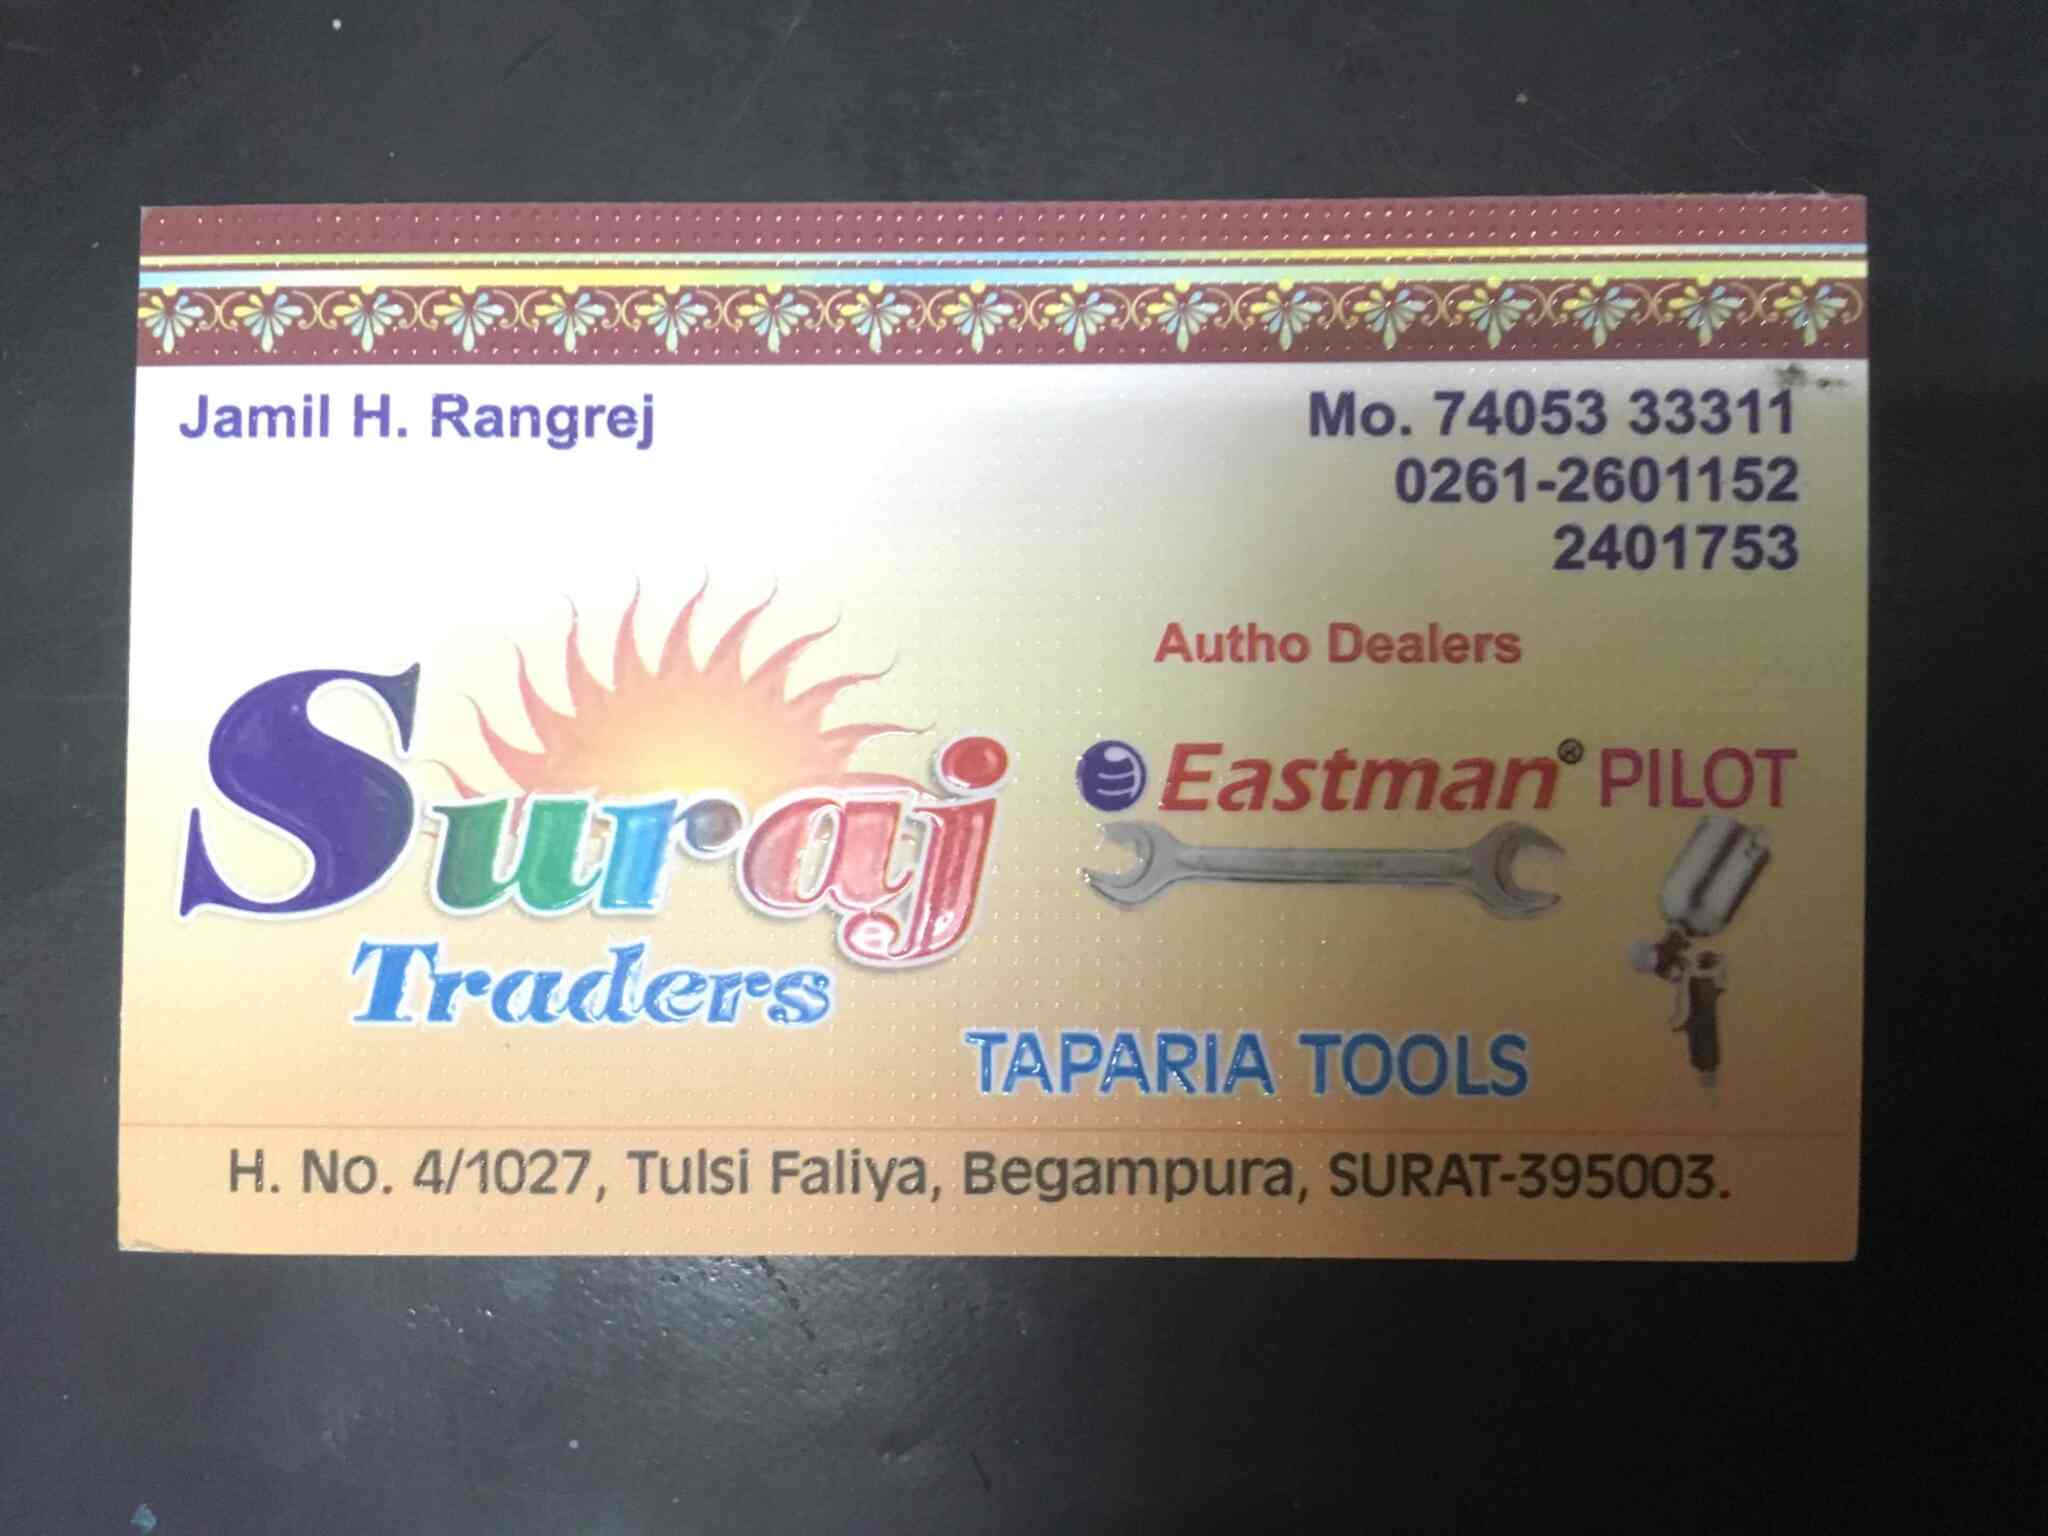 Jamil H. Rangrej
Mo. 74053 33311
0261-2601152
2401753
Autho Dealers
Suraj
Traders
Eastman® PILOT
TAPARIA TOOLS
H. No. 4/1027, Tulsi Faliya, Begampura, SURAT-395003.